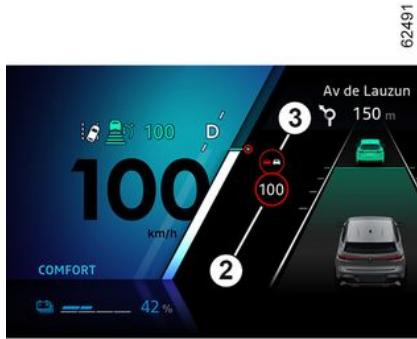 62491
Av de Lauzun
150 m
3
100
D
100
100
km/h
2
COMFORT
42 %